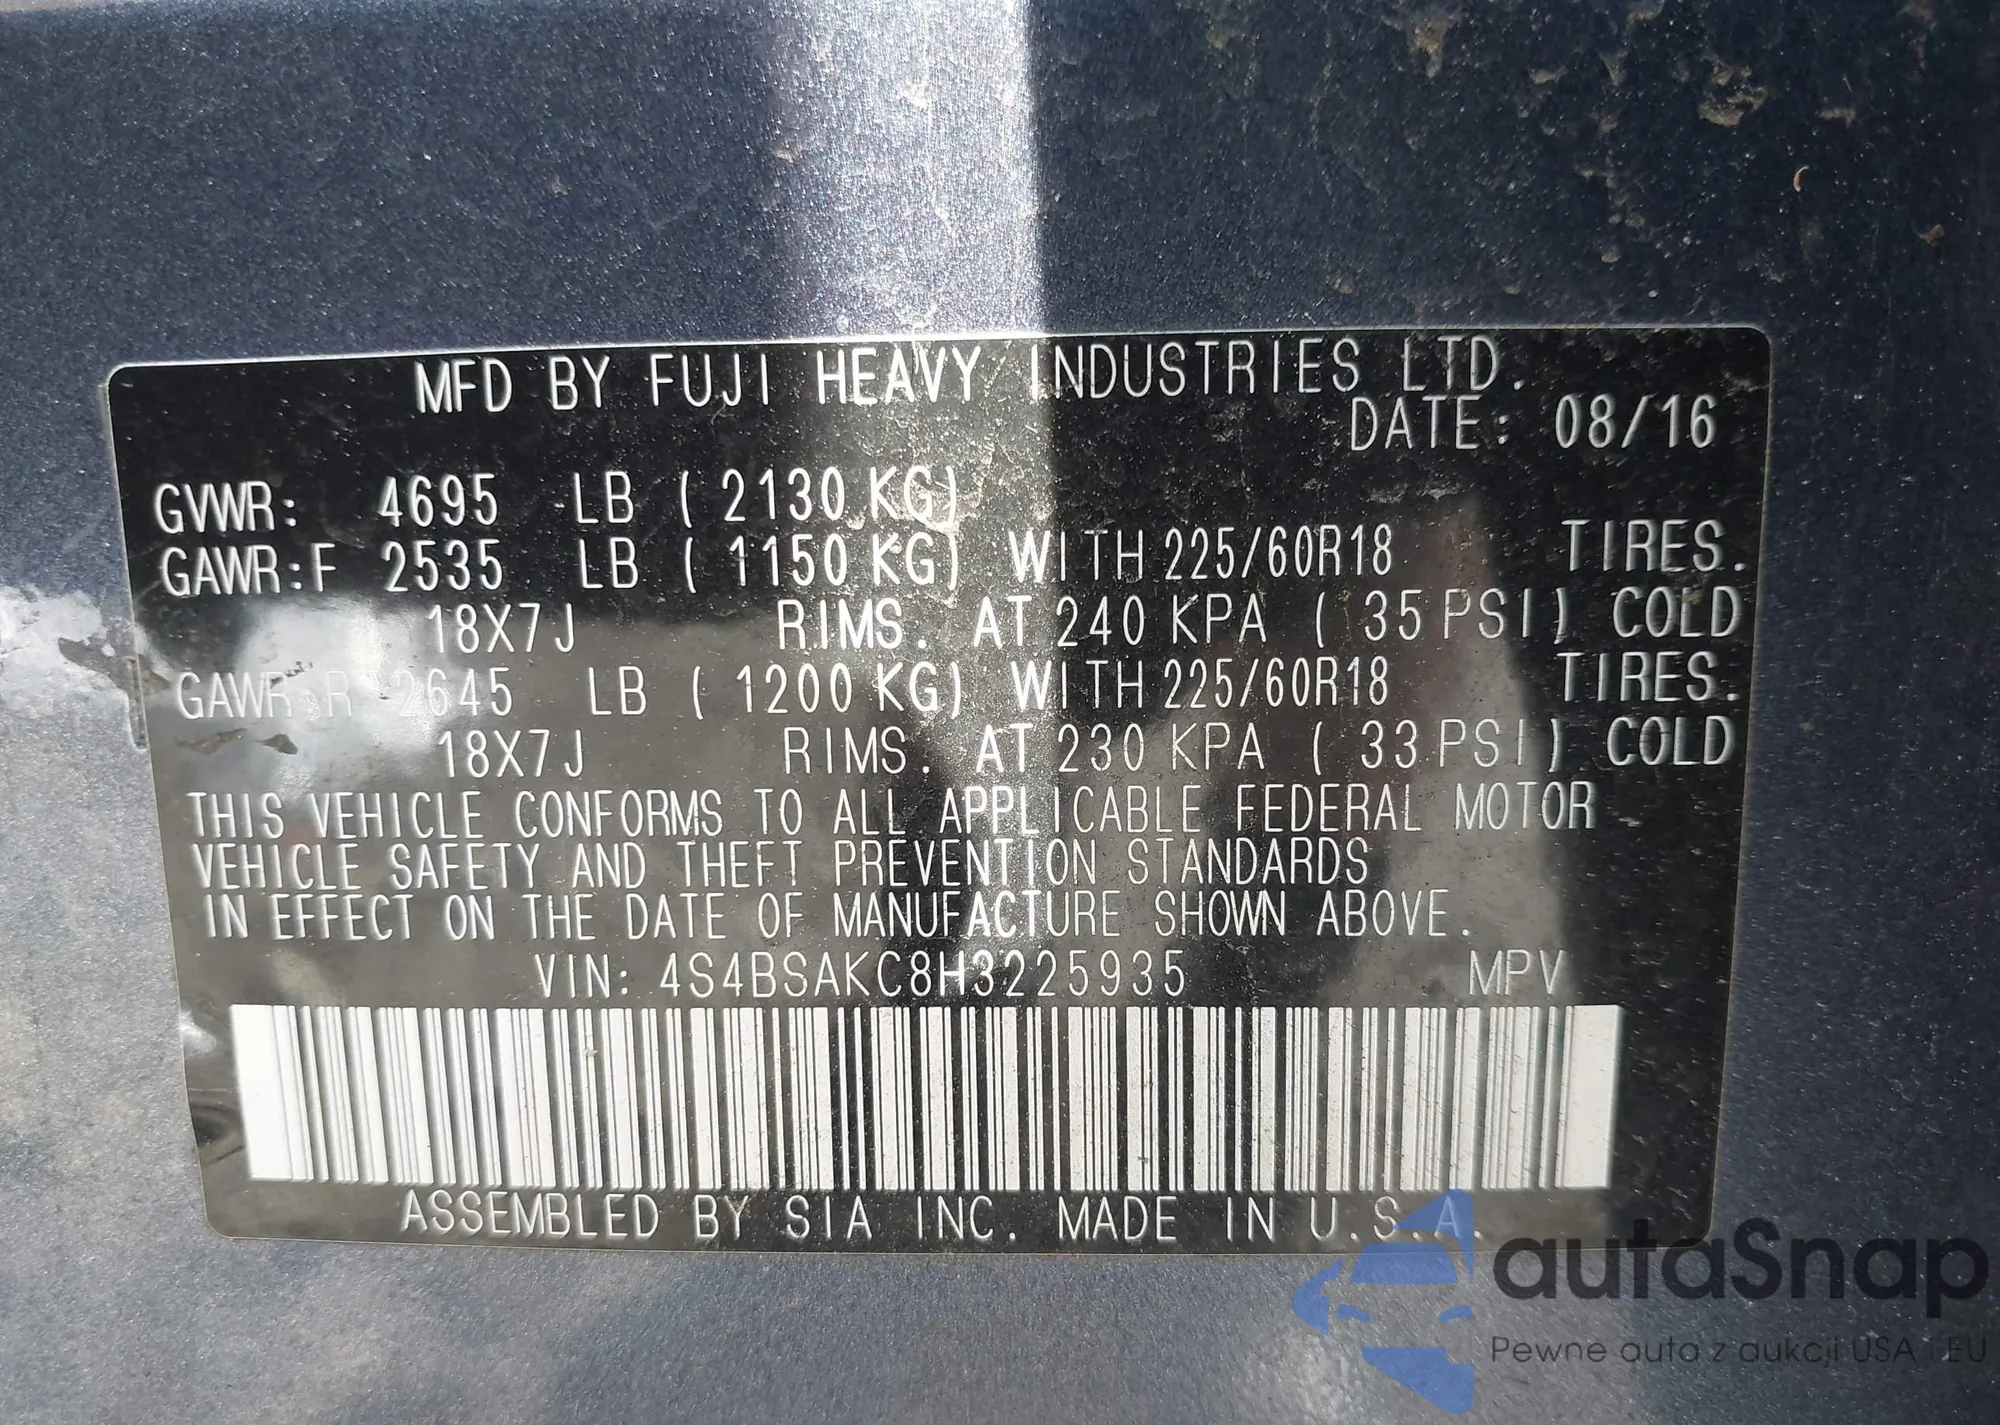 MFD BY FUJI HEAVY INDUSTRIES LTD.
DATE: 08/16
GVWR: 4695 LB ( 2130 KG)
GAWR:F 2535 LB ( 1150 KG) WITH 225/60R18 TIRES.
18X7J RIMS. AT 240 KPA ( 35 PSI) COLD
GAWR:R 2645 LB ( 1200 KG) WITH 225/60R18 TIRES.
18X7J RIMS. AT 230 KPA ( 33 PSI) COLD
THIS VEHICLE CONFORMS TO ALL APPLICABLE FEDERAL MOTOR
VEHICLE SAFETY AND THEFT PREVENTION STANDARDS
IN EFFECT ON THE DATE OF MANUFACTURE SHOWN ABOVE.
VIN: 4S4BSAKC8H3225935 MPV
ASSEMBLED BY SIA INC. MADE IN U.S.A.
autaSnap
Pewne auta z aukcji USA i EU